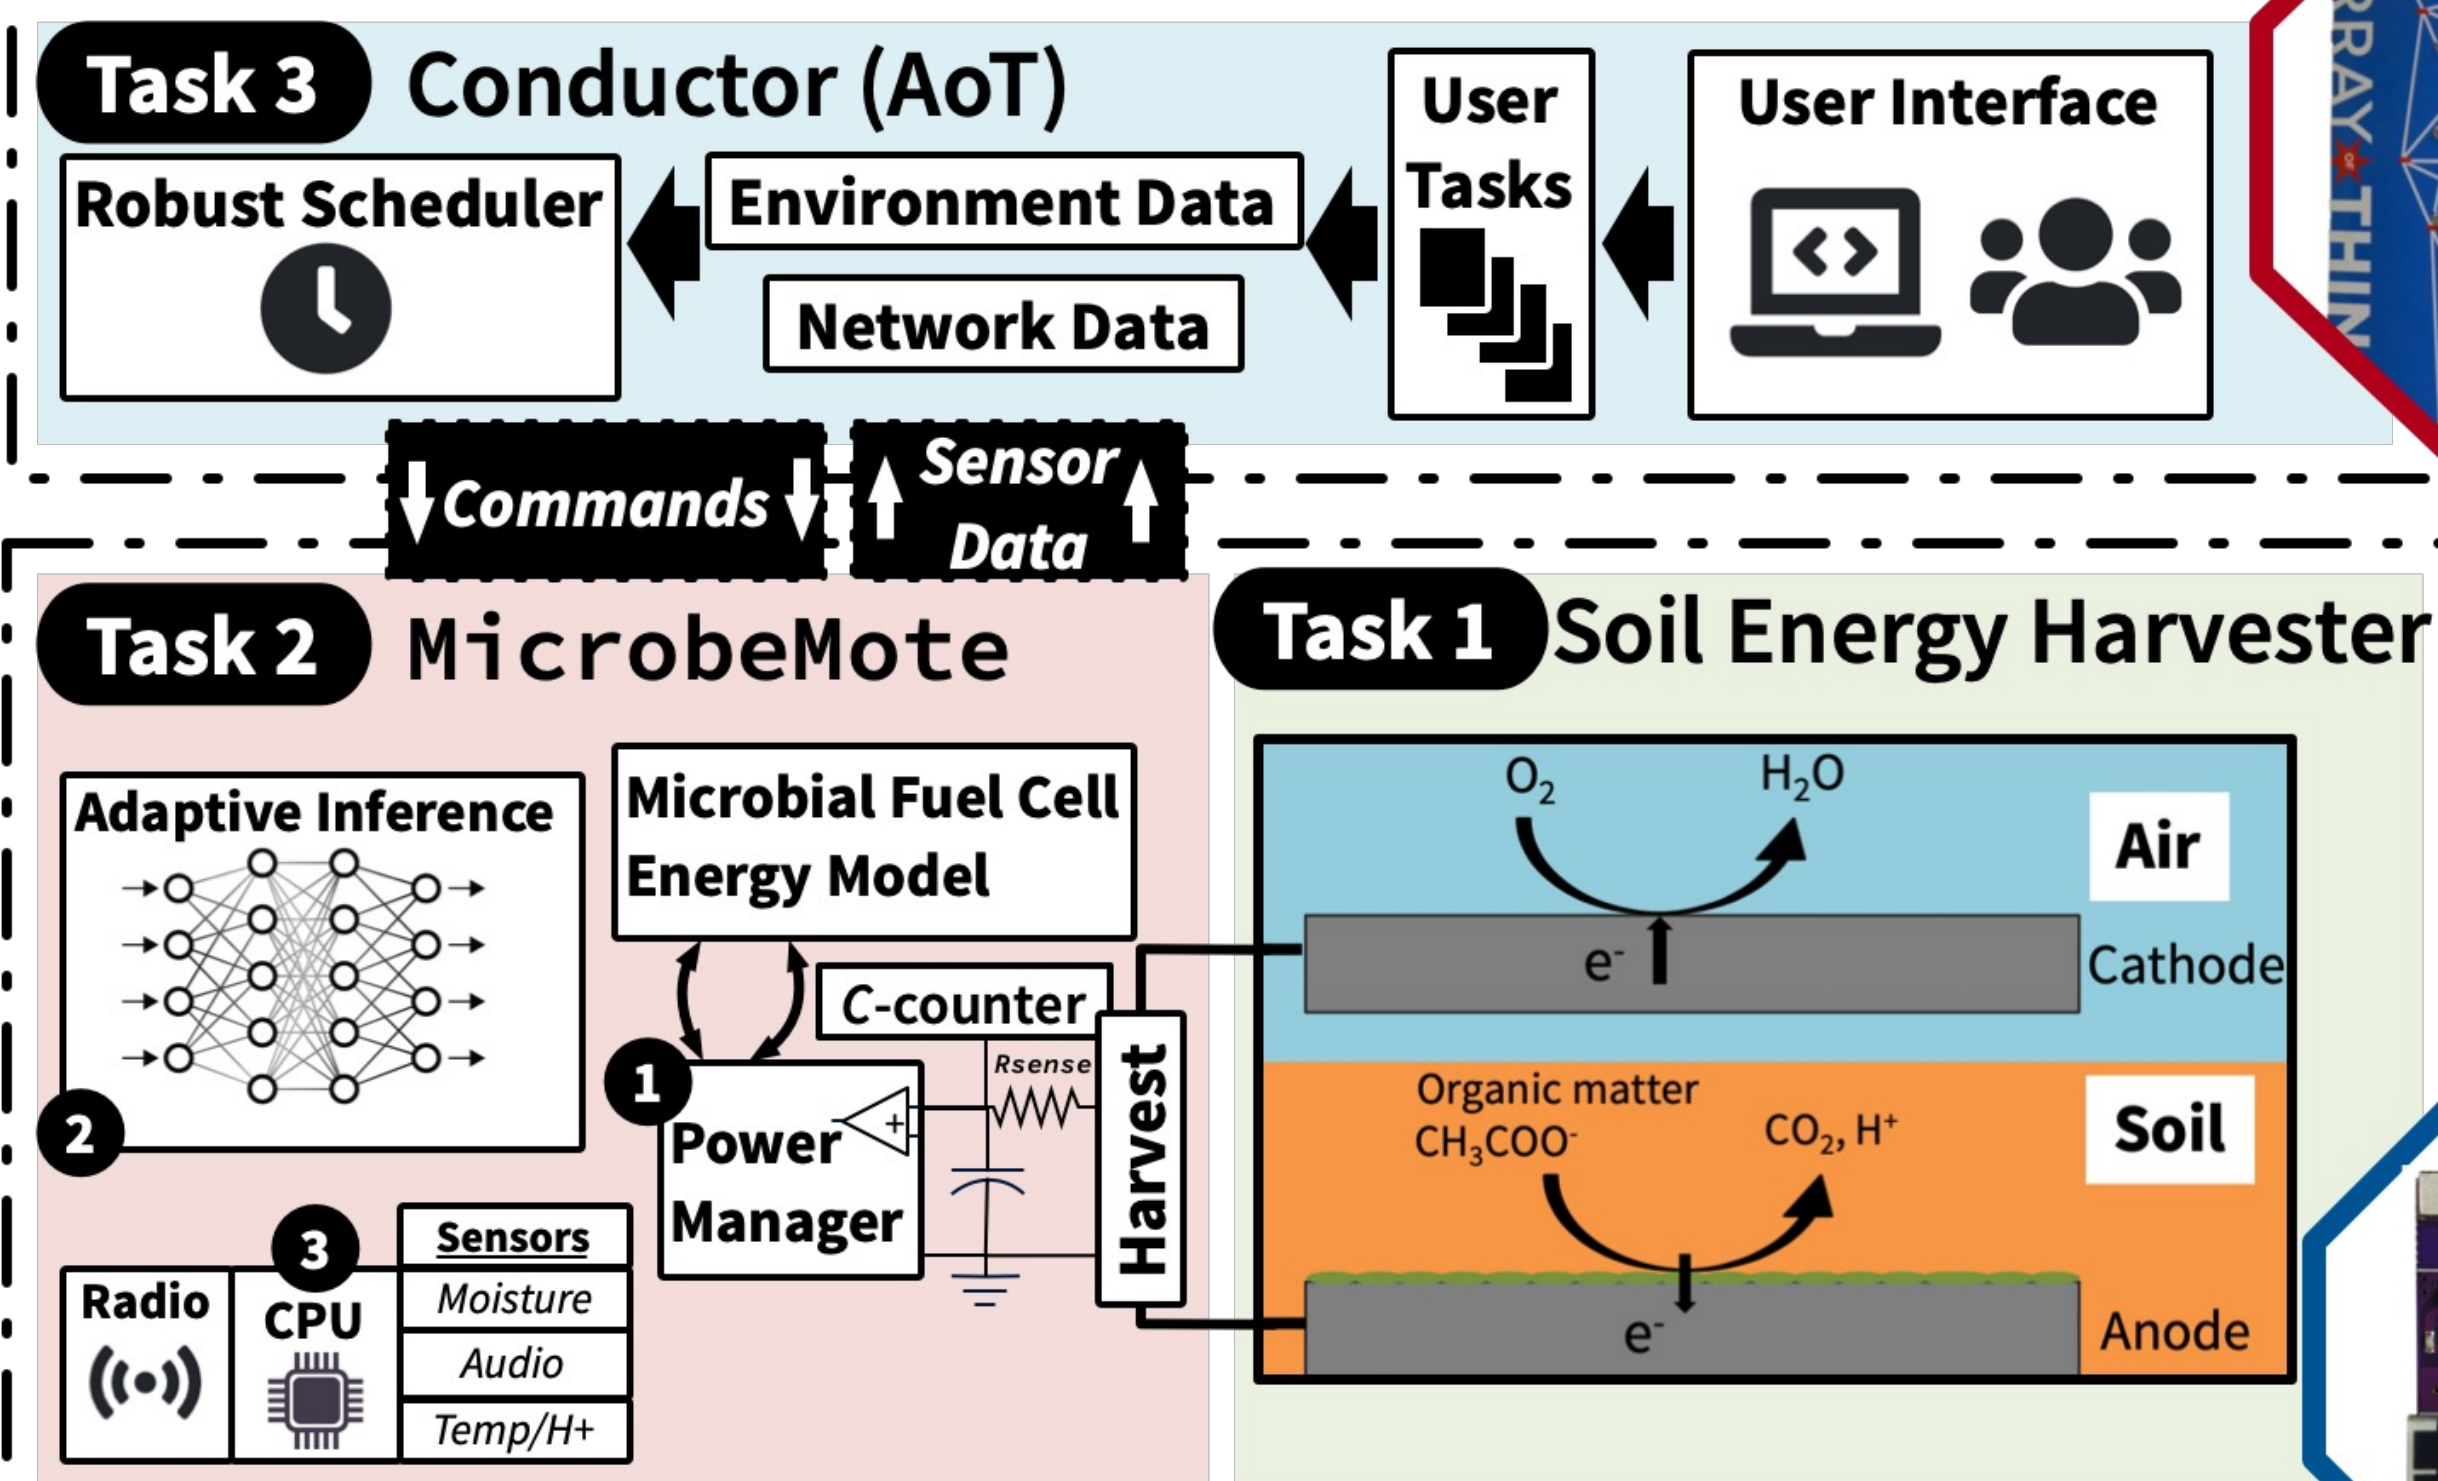 Task 3 Conductor (AoT)
Robust Scheduler
Environment Data
Network Data
User
Tasks
User Interface
Commands
Sensor
Data
Task 2 MicrobeMote
Adaptive Inference
2
Microbial Fuel Cell
Energy Model
C-counter
Rsense
1
Power
Manager
+
Harvest
3
Radio
CPU
Sensors
Moisture
Audio
Temp/H+
Task 1 Soil Energy Harvester
O₂
H₂O
Air
e⁻
Cathode
Organic matter
CH₃COO⁻
CO₂, H⁺
Soil
e⁻
Anode